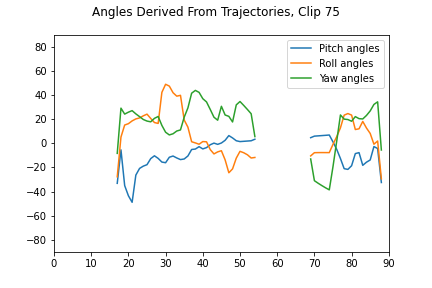 Angles Derived From Trajectories, Clip 75
Pitch angles
Roll angles
Yaw angles
80
60
40
20
0
−20
−40
−60
−80
0 10 20 30 40 50 60 70 80 90